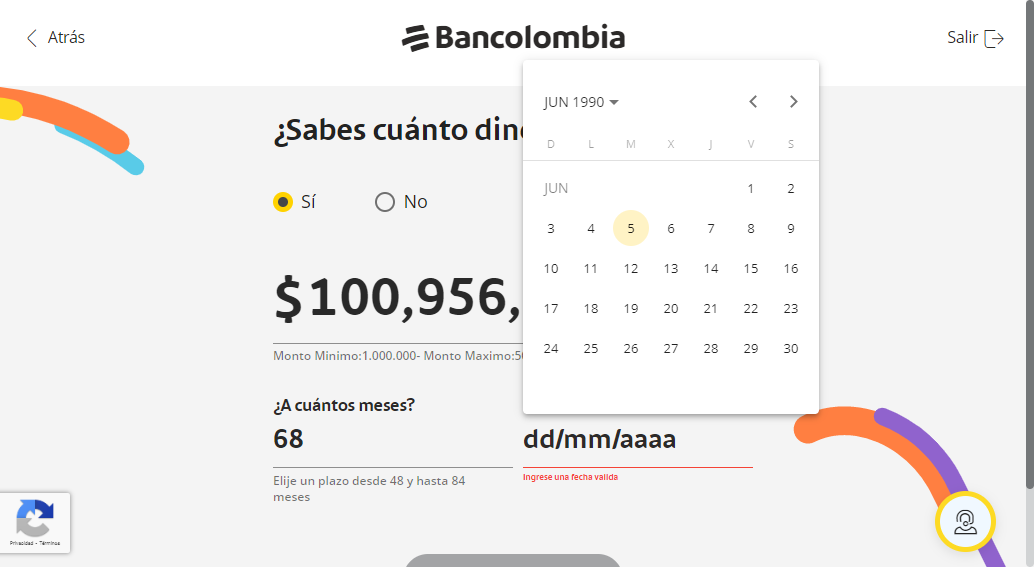 Atrás
Bancolombia
Salir
¿Sabes cuánto
Sí
No
$100,956,
Monto Minimo:1.000.000- Monto Maximo:
¿A cuántos meses?
68
Elije un plazo desde 48 y hasta 84
meses
JUN 1990
D L M X J V S
JUN 1 2
3 4 5 6 7 8 9
10 11 12 13 14 15 16
17 18 19 20 21 22 23
24 25 26 27 28 29 30
dd/mm/aaaa
Ingrese una fecha valida
Privacidad - Términos